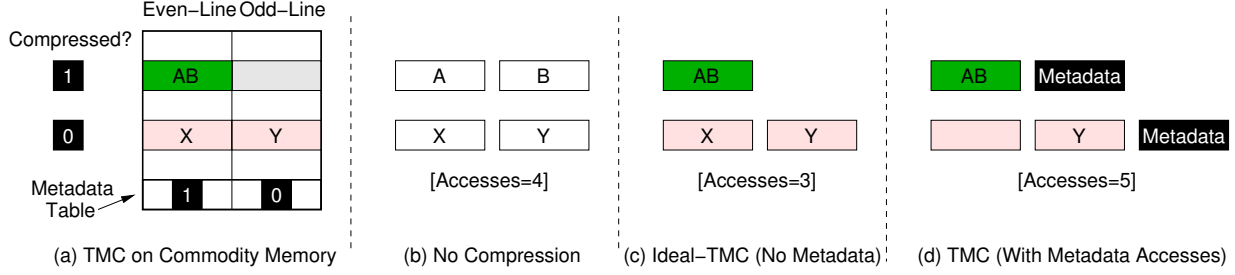 Even-Line Odd-Line
Compressed?
1 AB
0 X Y
Metadata
Table
1 0
(a) TMC on Commodity Memory
A B
X Y
[Accesses=4]
(b) No Compression
AB
X Y
[Accesses=3]
(c) Ideal-TMC (No Metadata)
AB Metadata
Y Metadata
[Accesses=5]
(d) TMC (With Metadata Accesses)